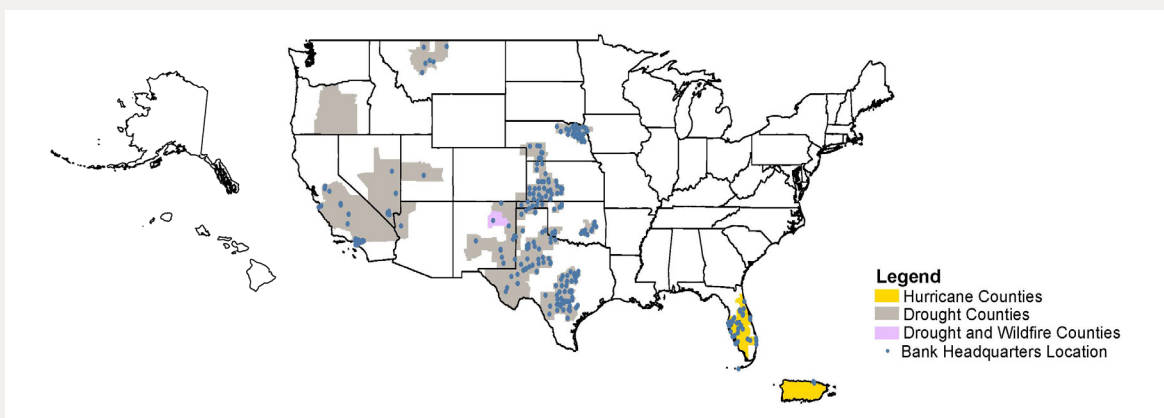 Legend
Hurricane Counties
Drought Counties
Drought and Wildfire Counties
Bank Headquarters Location